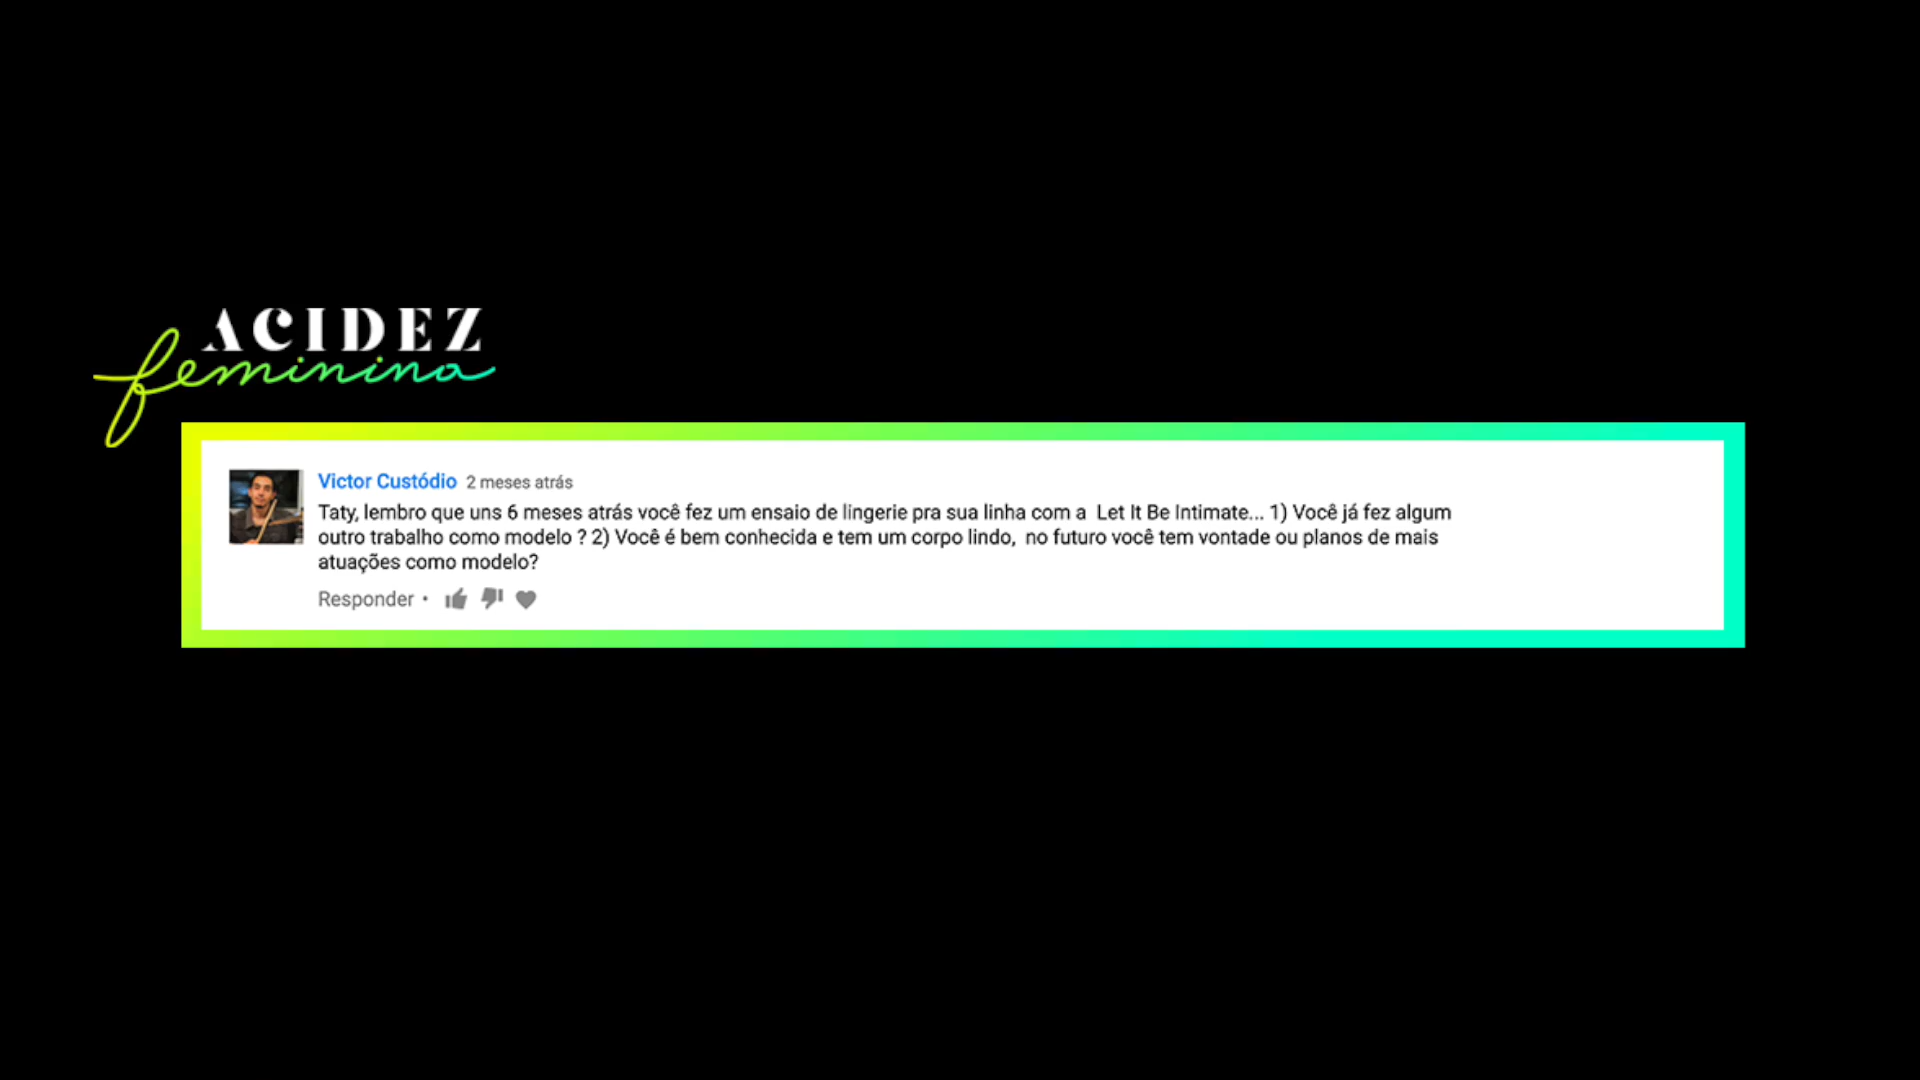 ACIDEZ
feminina
Victor Custódio 2 meses atrás
Taty, lembro que uns 6 meses atrás você fez um ensaio de lingerie pra sua linha com a  Let It Be Intimate... 1) Você já fez algum
outro trabalho como modelo ? 2) Você é bem conhecida e tem um corpo lindo,  no futuro você tem vontade ou planos de mais
atuações como modelo?
Responder •